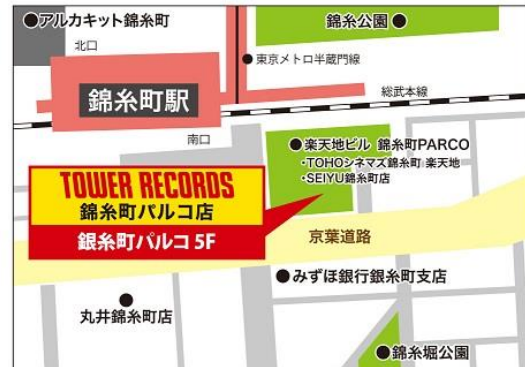 ●アルカキット錦糸町
錦糸公園●
北口
●東京メトロ半蔵門線
錦糸町駅
総武本線
南口
●楽天地ビル 錦糸町PARCO
・TOHOシネマズ錦糸町 楽天地
・SEIYU錦糸町店
TOWER RECORDS
錦糸町パルコ店
銀糸町パルコ 5F
京葉道路
●みずほ銀行銀糸町支店
●
丸井錦糸町店
●錦糸堀公園